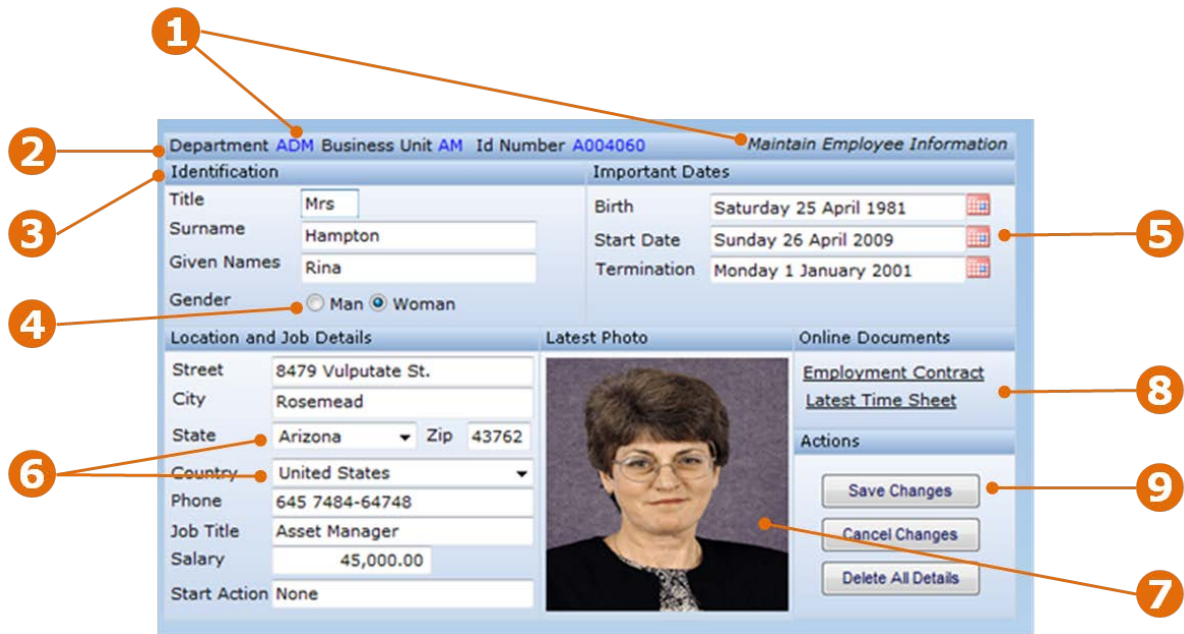 1
2
Department ADM Business Unit AM Id Number A004060 Maintain Employee Information
3
Identification
Title Mrs
Surname Hampton
Given Names Rina
4
Gender Man Woman
Important Dates
Birth Saturday 25 April 1981
Start Date Sunday 26 April 2009
5
Termination Monday 1 January 2001
Location and Job Details
Street 8479 Vulputate St.
City Rosemead
State Arizona Zip 43762
6
Country United States
Phone 645 7484-64748
Job Title Asset Manager
Salary 45,000.00
Start Action None
Latest Photo
7
Online Documents
Employment Contract
8
Latest Time Sheet
Actions
Save Changes
9
Cancel Changes
Delete All Details